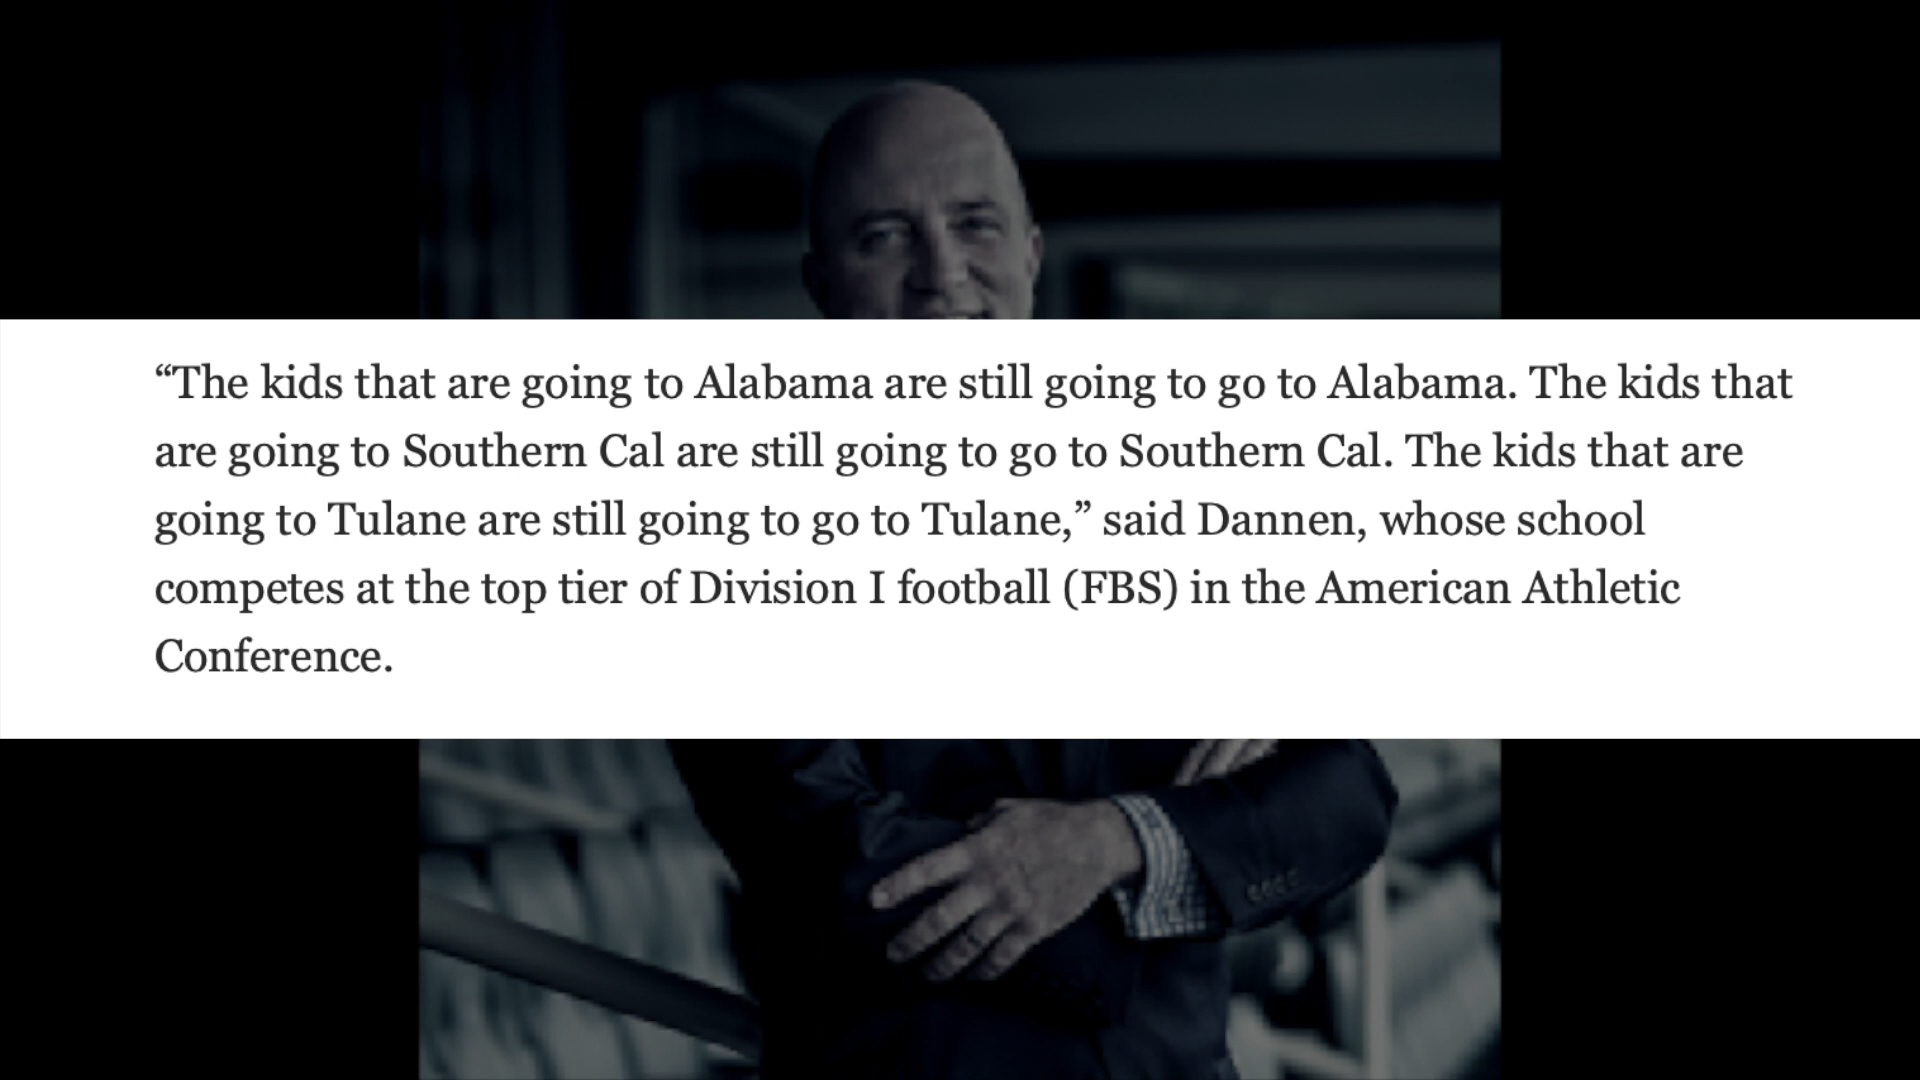 “The kids that are going to Alabama are still going to go to Alabama. The kids that
are going to Southern Cal are still going to go to Southern Cal. The kids that are
going to Tulane are still going to go to Tulane,” said Dannen, whose school
competes at the top tier of Division I football (FBS) in the American Athletic
Conference.